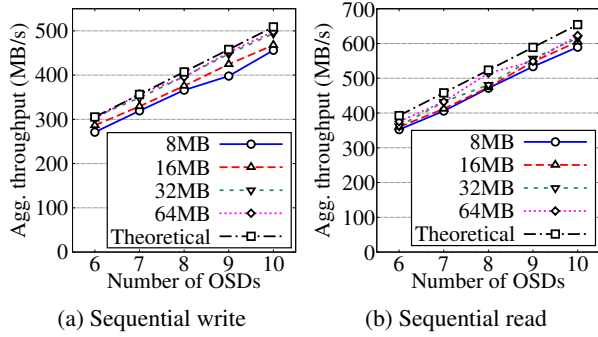 Agg. throughput (MB/s)
500
400
300
200
100
0
8MB
16MB
32MB
64MB
Theoretical
6 7 8 9 10
Number of OSDs
(a) Sequential write
Agg. throughput (MB/s)
700
600
500
400
300
200
100
0
8MB
16MB
32MB
64MB
Theoretical
6 7 8 9 10
Number of OSDs
(b) Sequential read